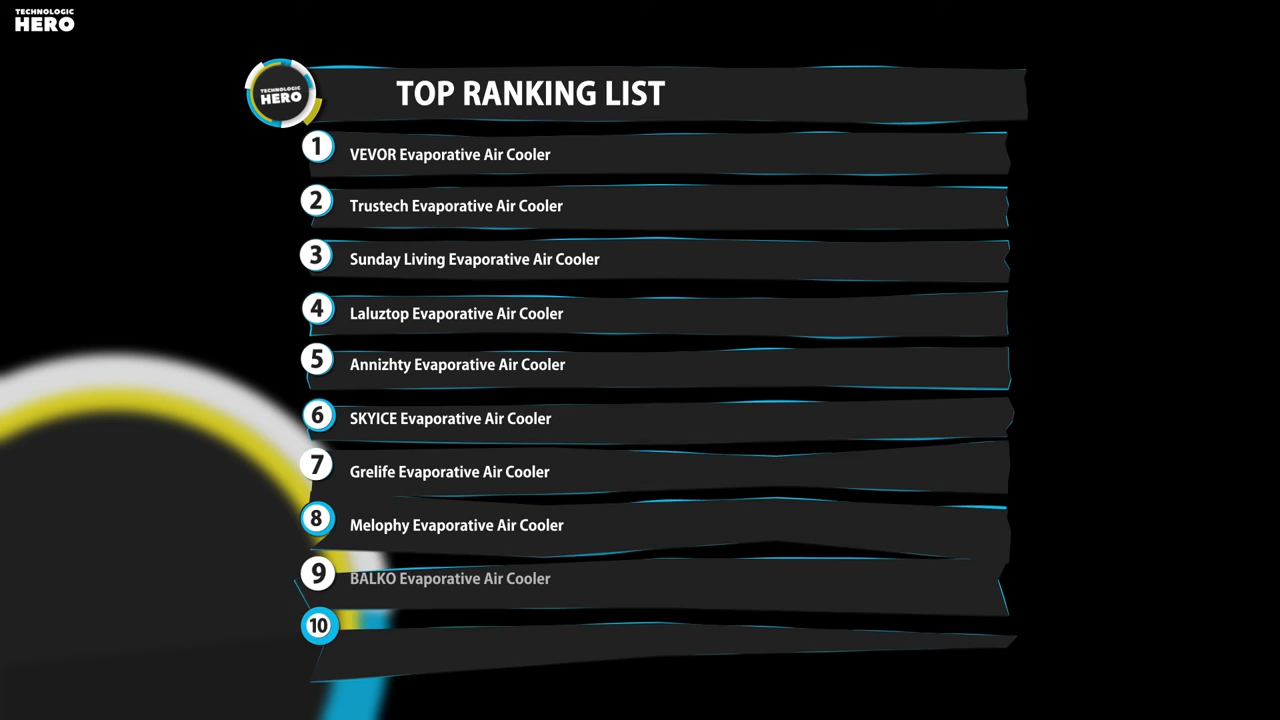 TECHNOLOGIC
HERO
TECHNOLOGIC
HERO
TOP RANKING LIST
1 VEVOR Evaporative Air Cooler
2 Trustech Evaporative Air Cooler
3 Sunday Living Evaporative Air Cooler
4 Laluztop Evaporative Air Cooler
5 Annizhty Evaporative Air Cooler
6 SKYICE Evaporative Air Cooler
7 Grelife Evaporative Air Cooler
8 Melophy Evaporative Air Cooler
9 BALKO Evaporative Air Cooler
10